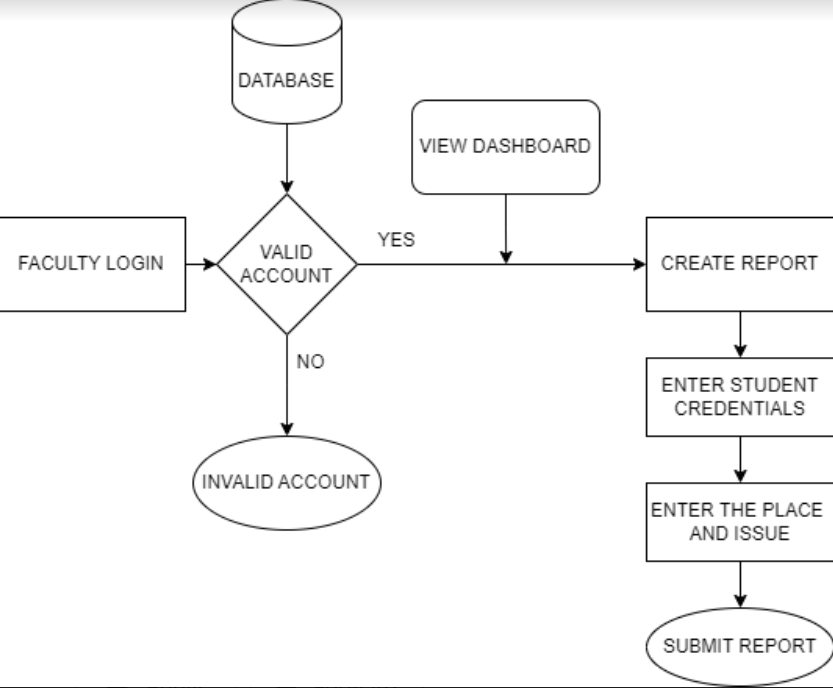 DATABASE
VIEW DASHBOARD
YES
FACULTY LOGIN
VALID
ACCOUNT
CREATE REPORT
NO
ENTER STUDENT
CREDENTIALS
INVALID ACCOUNT
ENTER THE PLACE
AND ISSUE
SUBMIT REPORT